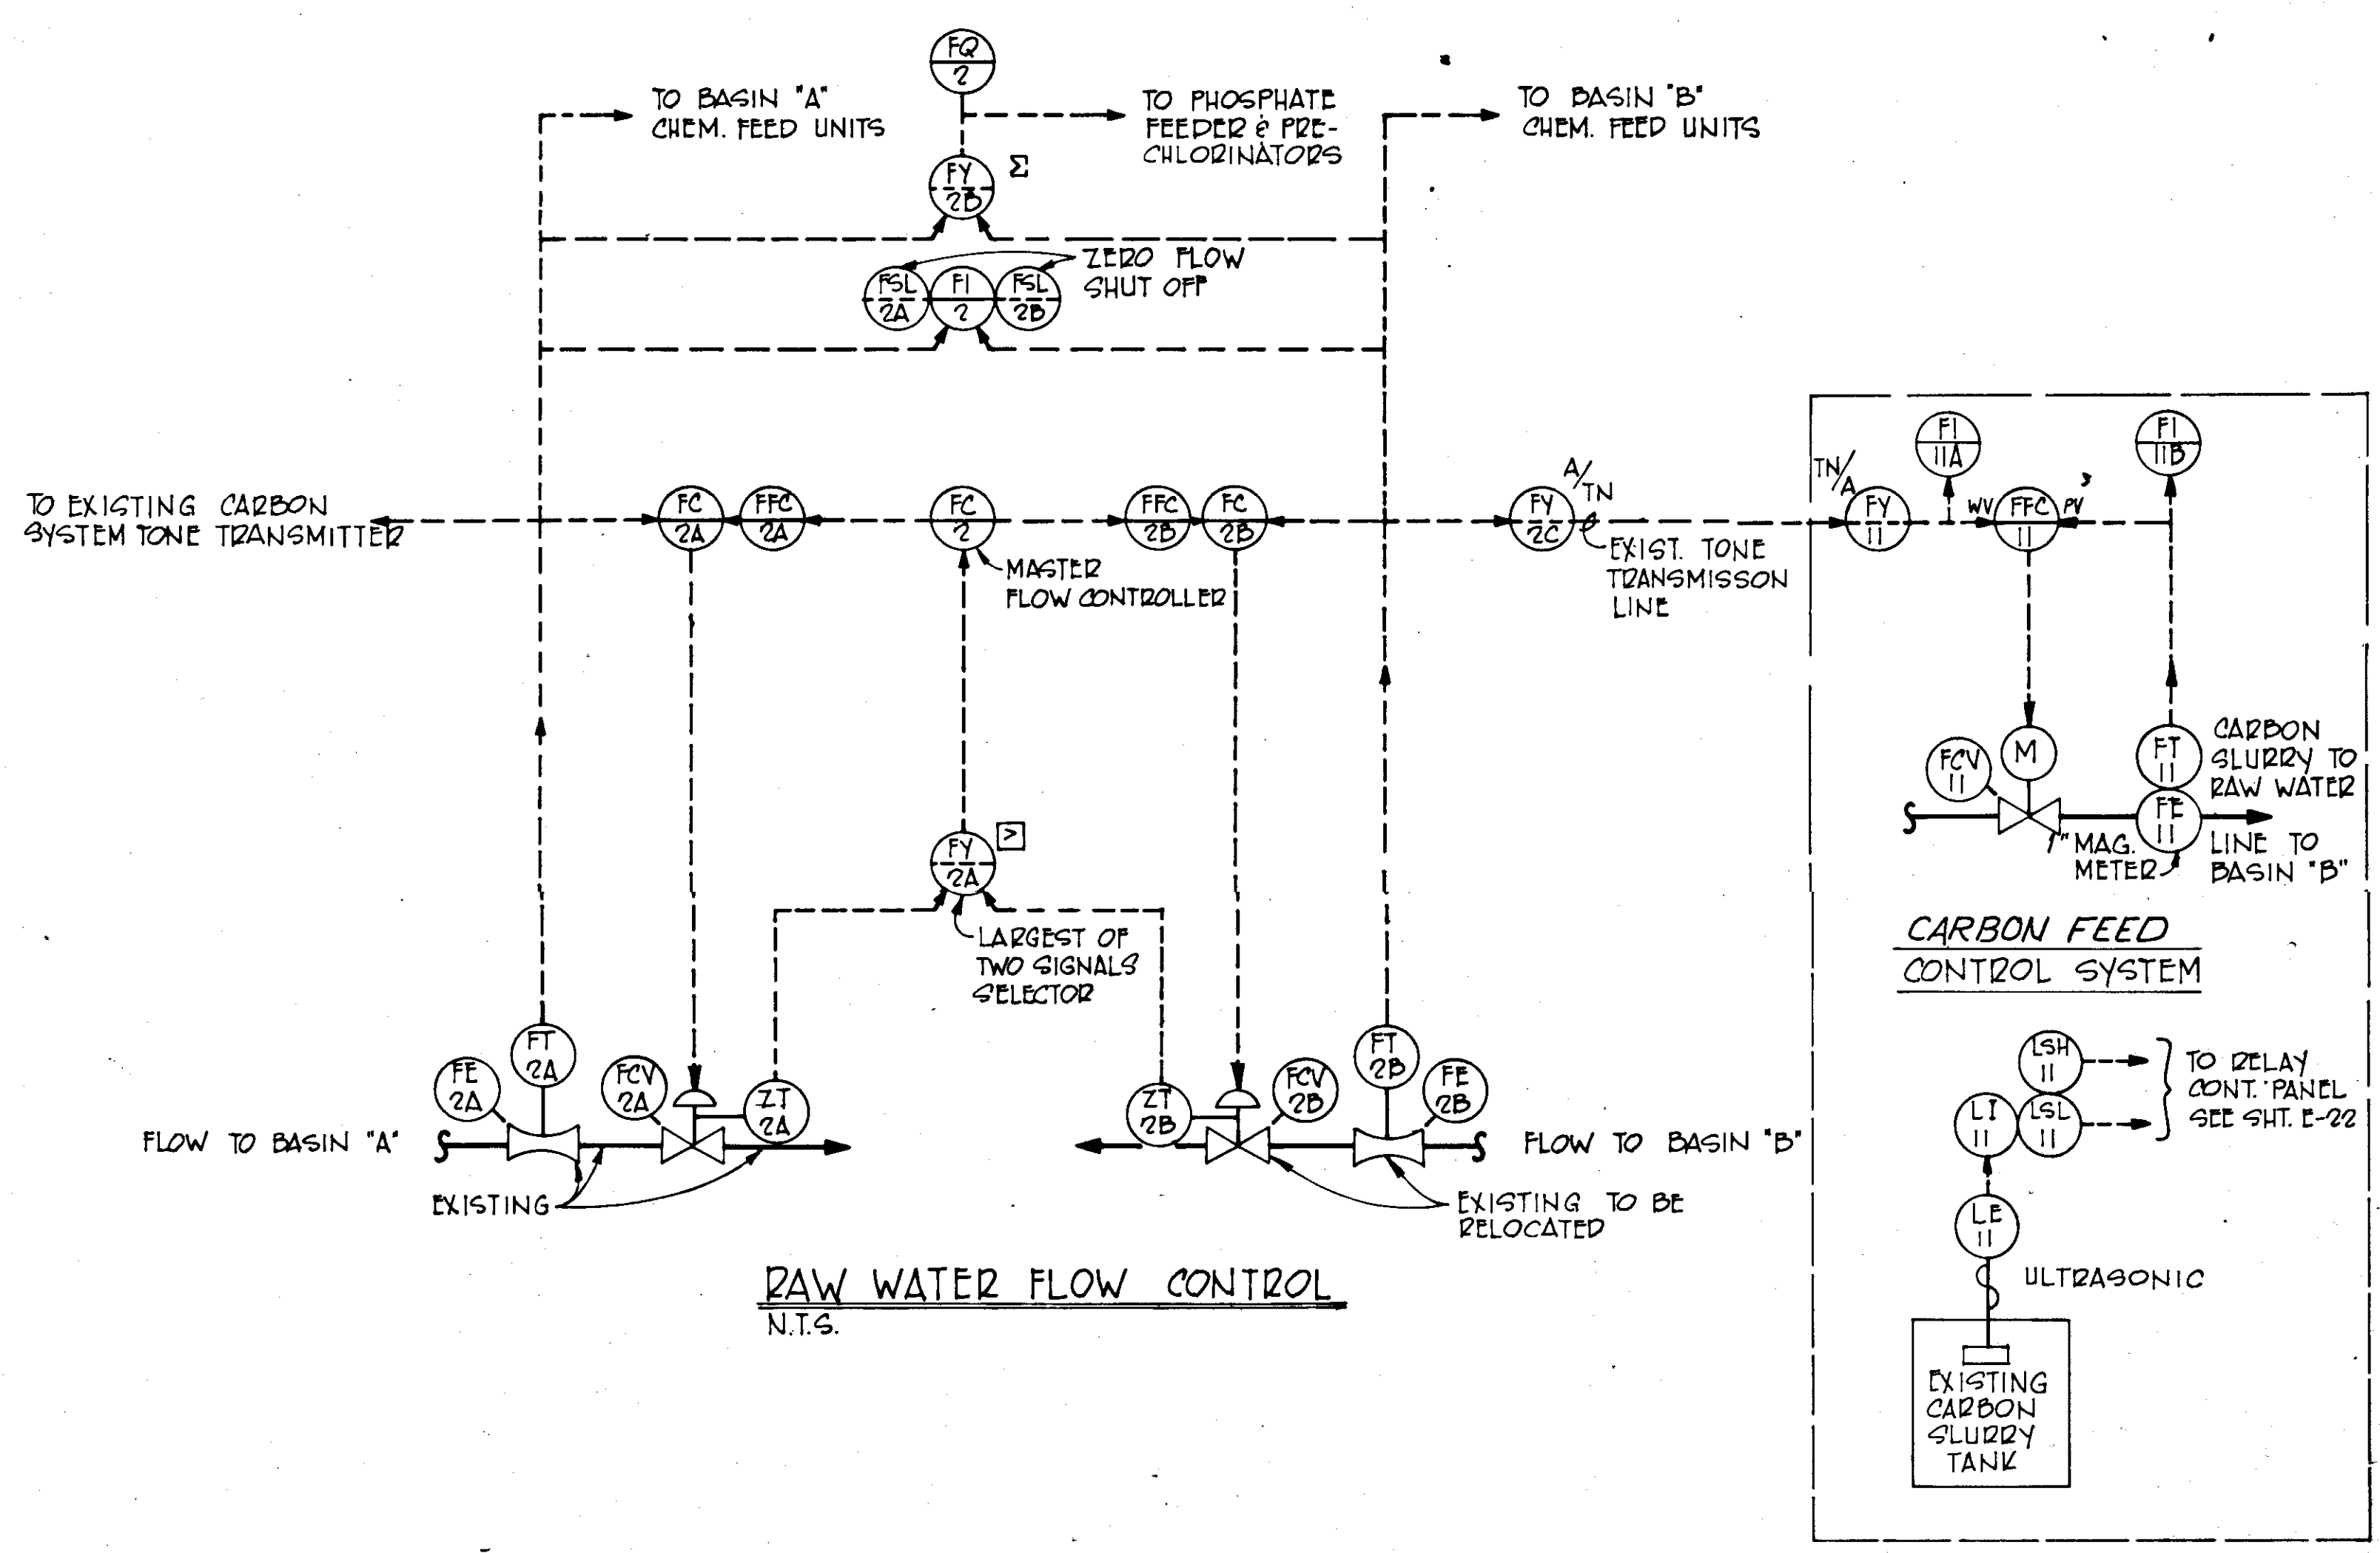 FQ
2
TO BASIN "A"
CHEM. FEED UNITS
TO PHOSPHATE
FEEDER & PRE-
CHLORINATORS
TO BASIN "B"
CHEM. FEED UNITS
FY
2B
Σ
ZERO FLOW
SHUT OFF
FSL
2A
FI
2
FSL
2B
TO EXISTING CARBON
SYSTEM TONE TRANSMITTER
FC
2A
FFC
2A
FC
2
FFC
2B
FC
2B
MASTER
FLOW CONTROLLER
A/TN
FY
2C
EXIST. TONE
TRANSMISSON
LINE
TN/A
FY
11
FI
11A
WV
FFC
11
PV
FI
11B
FY
2A
>
LARGEST OF
TWO SIGNALS
SELECTOR
FCV
11
M
FT
11
FE
11
CARBON
SLURRY TO
RAW WATER
LINE TO
BASIN "B"
1" MAG.
METER
CARBON FEED
CONTROL SYSTEM
FE
2A
FT
2A
FCV
2A
ZT
2A
ZT
2B
FCV
2B
FT
2B
FE
2B
FLOW TO BASIN "A"
FLOW TO BASIN "B"
EXISTING
EXISTING TO BE
RELOCATED
LSH
11
LI
11
LSL
11
TO RELAY
CONT. PANEL
SEE SHT. E-22
LE
11
ULTRASONIC
EXISTING
CARBON
SLURRY
TANK
RAW WATER FLOW CONTROL
N.T.S.